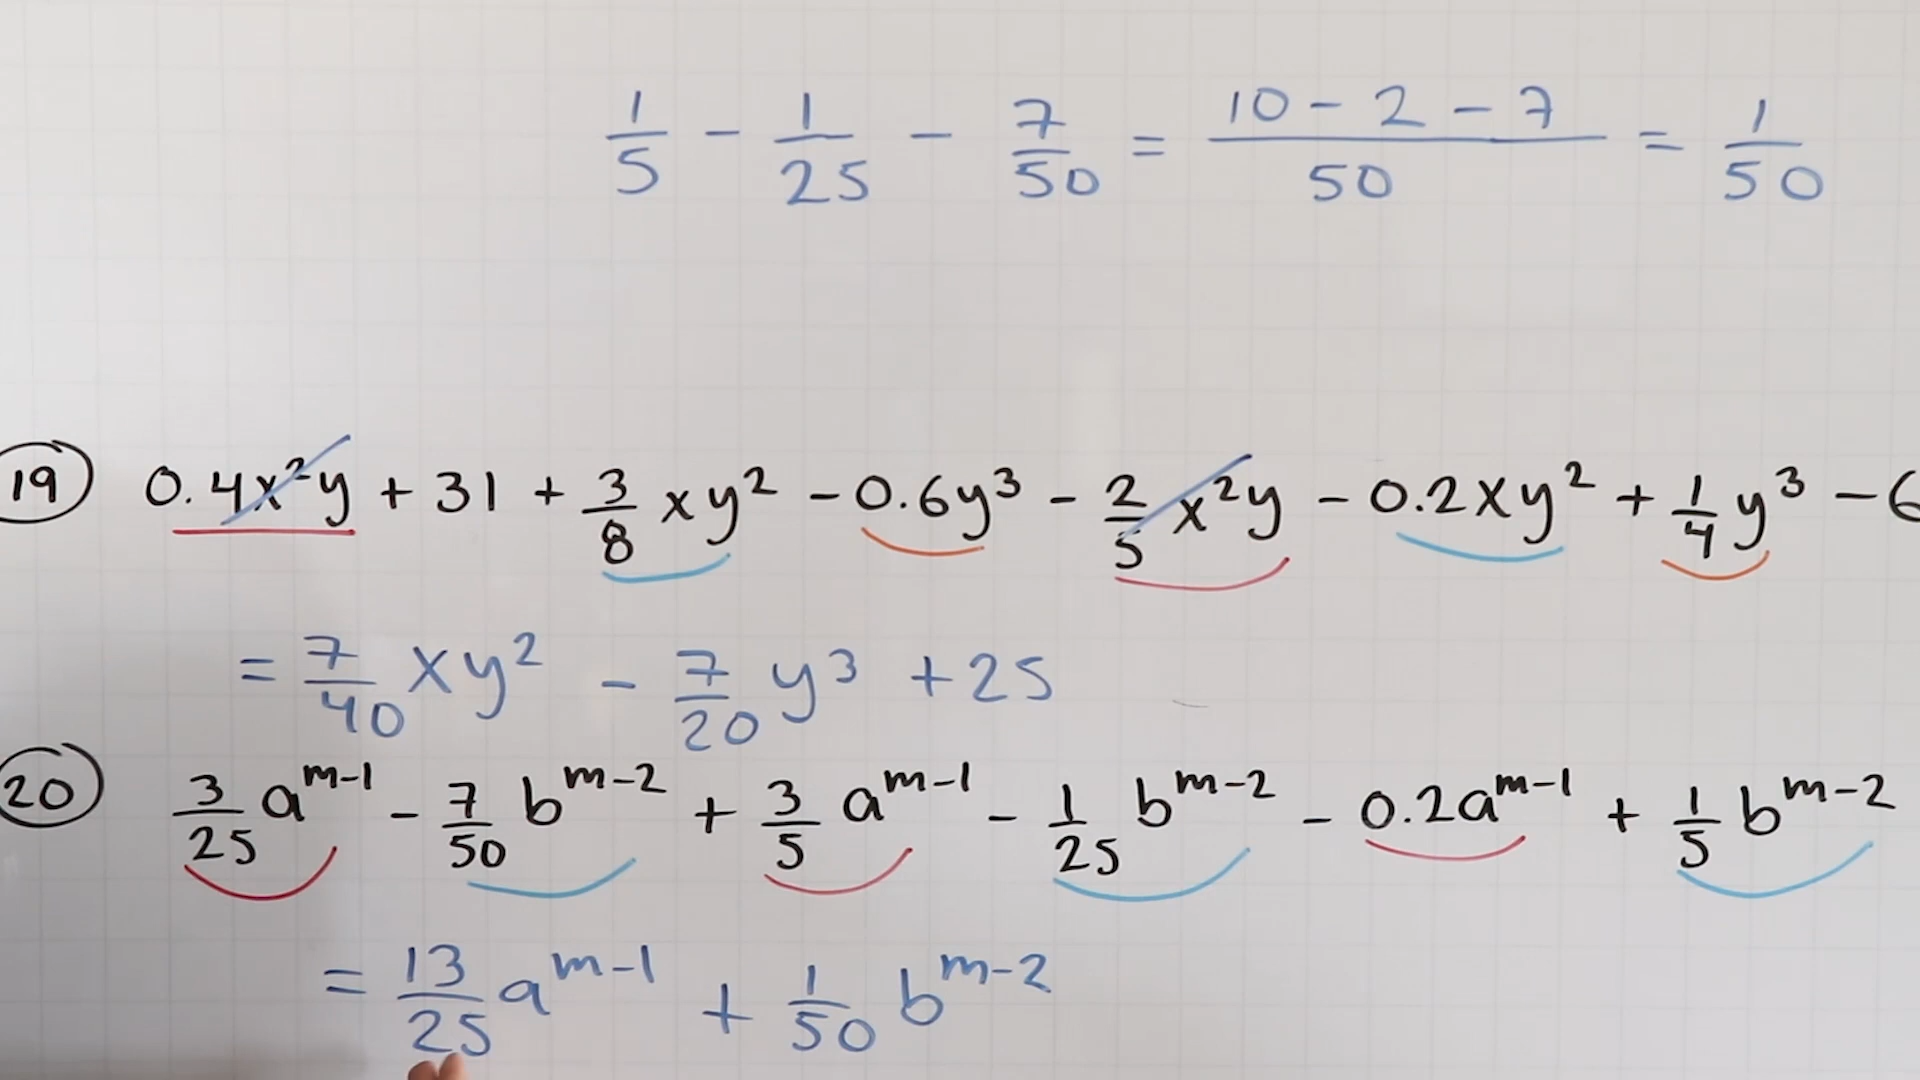 1/5 - 1/25 - 7/50 = (10 - 2 - 7)/50 = 1/50
19 0.4x²y + 31 + 3/8 xy² - 0.6y³ - 2/5 x²y - 0.2xy² + 1/4 y³ - 6
= 7/40 xy² - 7/20 y³ + 25
20 3/25 a^(m-1) - 7/50 b^(m-2) + 3/5 a^(m-1) - 1/25 b^(m-2) - 0.2a^(m-1) + 1/5 b^(m-2)
= 13/25 a^(m-1) + 1/50 b^(m-2)